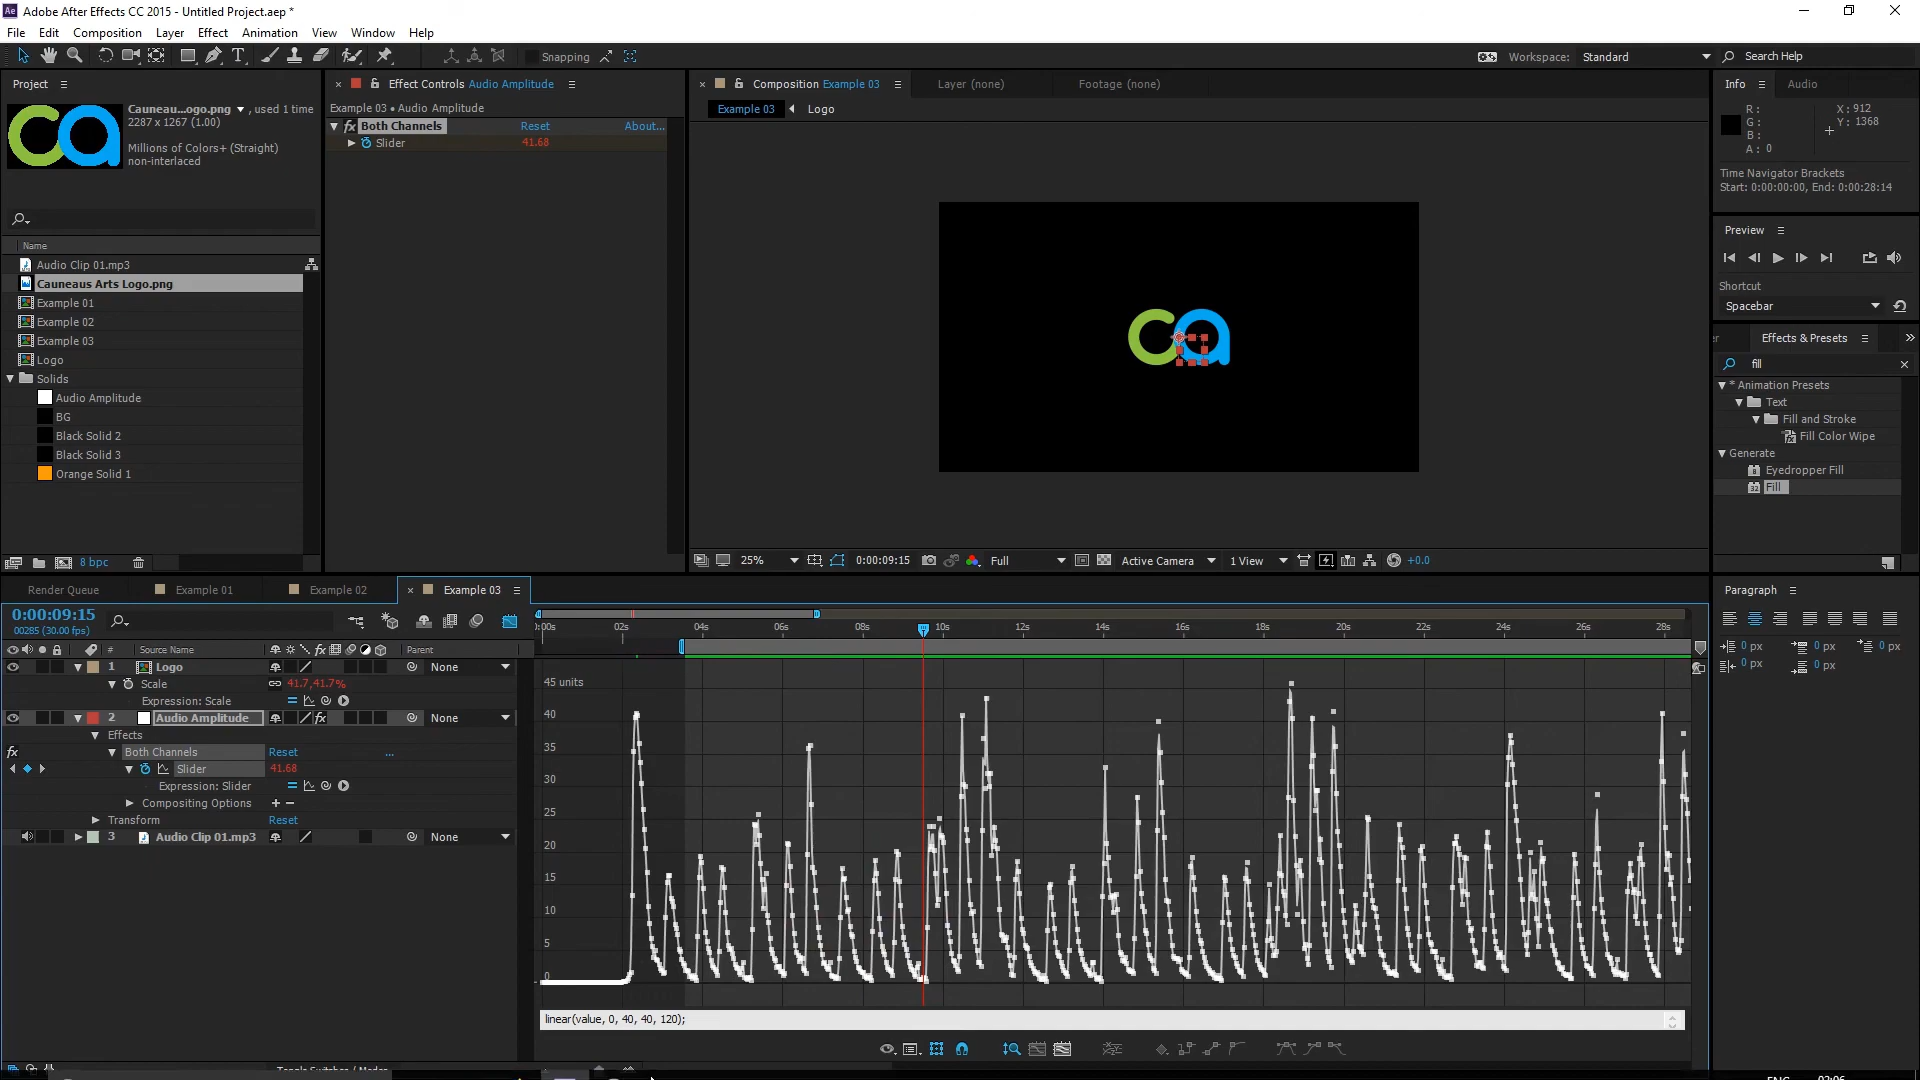 Adobe After Effects CC 2015 - Untitled Project.aep *
File Edit Composition Layer Effect Animation View Window Help
Snapping
Workspace: Standard
Search Help
Project
Cauneau...ogo.png , used 1 time
2287 x 1267 (1.00)
Millions of Colors+ (Straight)
non-interlaced
Name
Audio Clip 01.mp3
Cauneaus Arts Logo.png
Example 01
Example 02
Example 03
Logo
Solids
Audio Amplitude
BG
Black Solid 2
Black Solid 3
Orange Solid 1
8 bpc
Effect Controls Audio Amplitude
Example 03 • Audio Amplitude
fx Both Channels Reset About...
Slider 41.68
Composition Example 03
Layer (none)
Footage (none)
Example 03 Logo
ca
25% 0:00:09:15 Full Active Camera 1 View +0.0
Info Audio
R:
G:
B:
A: 0
X: 912
Y: 1368
Time Navigator Brackets
Start: 0:00:00:00, End: 0:00:28:14
Preview
Shortcut
Spacebar
Effects & Presets
fill
* Animation Presets
Text
Fill and Stroke
Fill Color Wipe
Generate
Eyedropper Fill
Fill
Render Queue Example 01 Example 02 Example 03
0:00:09:15
00285 (30.00 fps)
# Source Name Parent
1 Logo None
Scale 41.7,41.7%
Expression: Scale
2 Audio Amplitude fx None
Effects
fx Both Channels Reset ...
Slider 41.68
Expression: Slider
Compositing Options + −
Transform Reset
3 Audio Clip 01.mp3 None
:00s 02s 04s 06s 08s 10s 12s 14s 16s 18s 20s 22s 24s 26s 28s
45 units
40
35
30
25
20
15
10
5
0
linear(value, 0, 40, 40, 120);
Toggle Switches / Modes
Paragraph
0 px 0 px 0 px
0 px 0 px